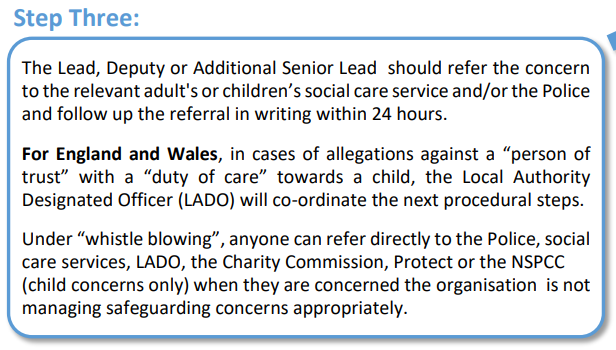 Step Three:
The Lead, Deputy or Additional Senior Lead  should refer the concern
to the relevant adult's or children’s social care service and/or the Police
and follow up the referral in writing within 24 hours.
For England and Wales, in cases of allegations against a “person of
trust” with a “duty of care” towards a child, the Local Authority
Designated Officer (LADO) will co-ordinate the next procedural steps.
Under “whistle blowing”, anyone can refer directly to the Police, social
care services, LADO, the Charity Commission, Protect or the NSPCC
(child concerns only) when they are concerned the organisation  is not
managing safeguarding concerns appropriately.